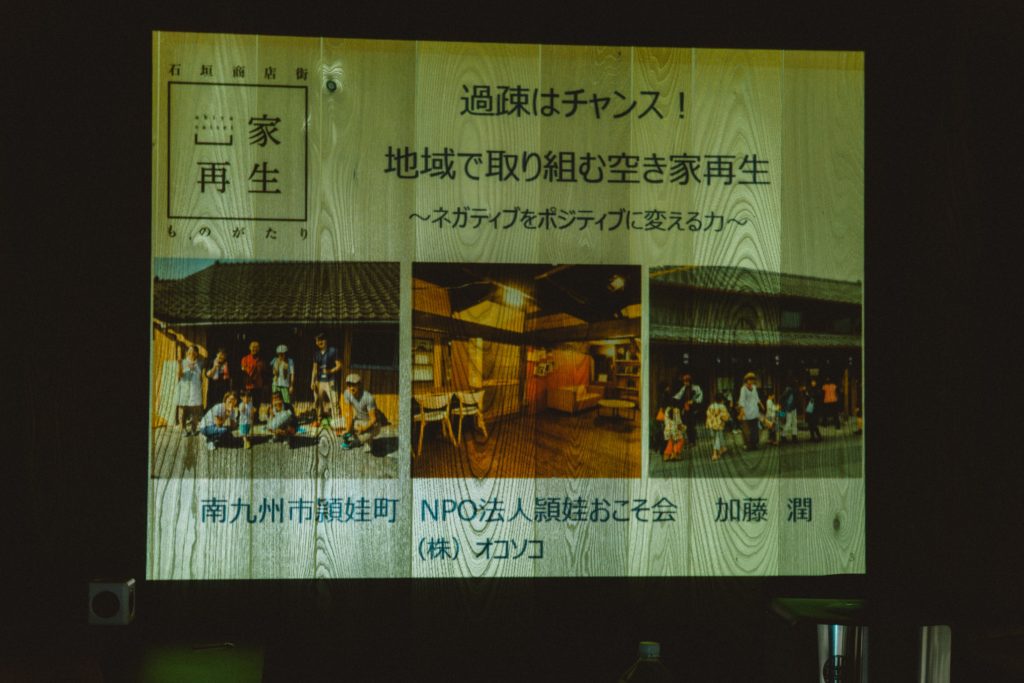 石垣商店街
akiya
saisei
家
再生
ものがたり
過疎はチャンス！
地域で取り組む空き家再生
～ネガティブをポジティブに変える力～
南九州市頴娃町 NPO法人頴娃おこそ会 加藤 潤
（株）オコソコ